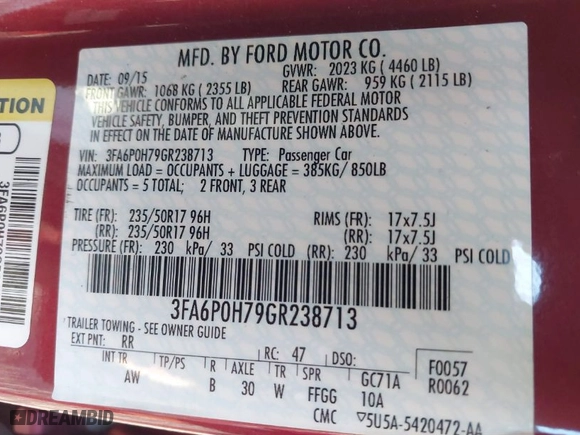 MFD. BY FORD MOTOR CO.
DATE: 09/15 GVWR: 2023 KG ( 4460 LB)
FRONT GAWR: 1068 KG ( 2355 LB) REAR GAWR: 959 KG ( 2115 LB)
THIS VEHICLE CONFORMS TO ALL APPLICABLE FEDERAL MOTOR
VEHICLE SAFETY, BUMPER, AND THEFT PREVENTION STANDARDS
IN EFFECT ON THE DATE OF MANUFACTURE SHOWN ABOVE.
VIN: 3FA6P0H79GR238713 TYPE: Passenger Car
MAXIMUM LOAD = OCCUPANTS + LUGGAGE = 385KG/ 850LB
OCCUPANTS = 5 TOTAL; 2 FRONT, 3 REAR
TIRE (FR): 235/50R17 96H RIMS (FR): 17x7.5J
(RR): 235/50R17 96H (RR): 17x7.5J
PRESSURE (FR): 230 kPa/ 33 PSI COLD (RR): 230 kPa/ 33 PSI COLD
3FA6P0H79GR238713
TRAILER TOWING - SEE OWNER GUIDE
EXT PNT: RR RC: 47 DSO: F0057
INT TR TP/PS R AXLE TR SPR GC71A R0062
AW B 30 W FFGG 10A
CMC ▽5U5A-5420472-AA
TION
DREAMBID